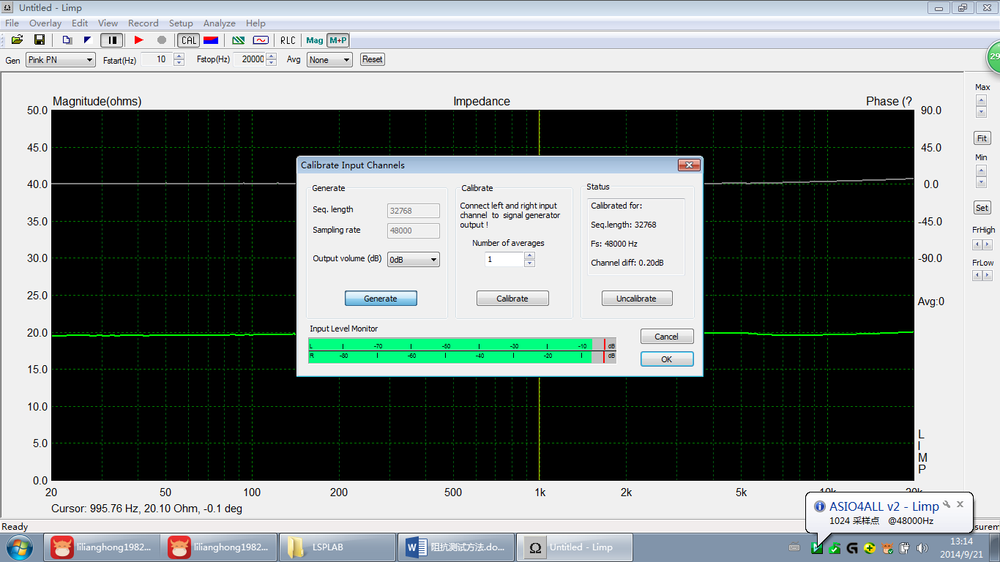 Untitled - Limp
File Overlay Edit View Record Setup Analyze Help
CAL RLC Mag M+P
Gen Pink PN Fstart(Hz) 10 Fstop(Hz) 20000 Avg None Reset
29
Magnitude(ohms) Impedance Phase (?
50.0
45.0
40.0
35.0
30.0
25.0
20.0
15.0
10.0
5.0
0.0
90.0
45.0
0.0
-45.0
-90.0
Avg:0
Max
Fit
Min
Set
FrHigh
FrLow
Calibrate Input Channels
Generate
Seq. length 32768
Sampling rate 48000
Output volume (dB) 0dB
Generate
Calibrate
Connect left and right input
channel to signal generator
output !
Number of averages
1
Calibrate
Status
Calibrated for:
Seq.length: 32768
Fs: 48000 Hz
Channel diff: 0.20dB
Uncalibrate
Input Level Monitor
L -70 -50 -30 -10 dB
R -80 -60 -40 -20 dB
Cancel
OK
L
I
M
P
20 50 100 200 500 1k 2k 5k 10k 20k
Cursor: 995.76 Hz, 20.10 Ohm, -0.1 deg
ASIO4ALL v2 - Limp
1024 采样点 @48000Hz
Ready
lilianghong1982... lilianghong1982... LSPLAB 阻抗测试方法.do... Untitled - Limp
13:14
2014/9/21